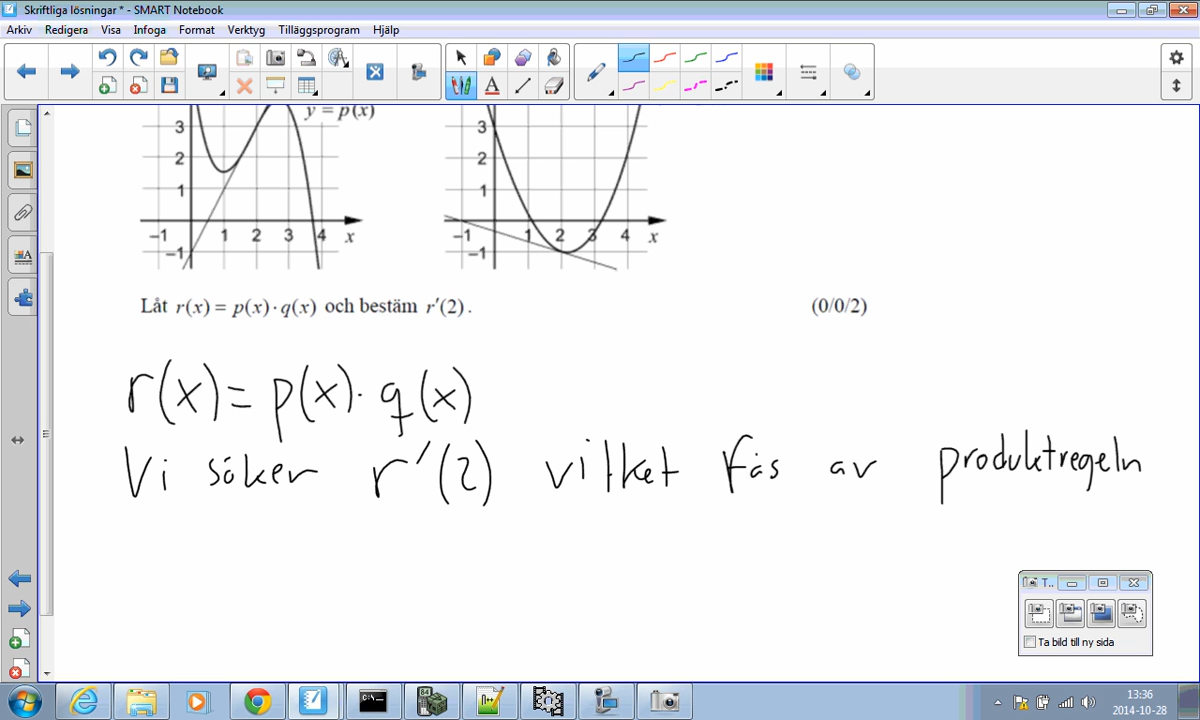 Skriftliga lösningar * - SMART Notebook
Arkiv Redigera Visa Infoga Format Verktyg Tilläggsprogram Hjälp
y = p(x)
3 3
2 2
1 1
-1 1 2 3 4 x -1 1 2 3 4 x
-1 -1
Låt r(x) = p(x)·q(x) och bestäm r'(2). (0/0/2)
r(x) = p(x)· q(x)
Vi söker r'(2) vilket fås av produktregeln
T...
Ta bild till ny sida
13:36
2014-10-28